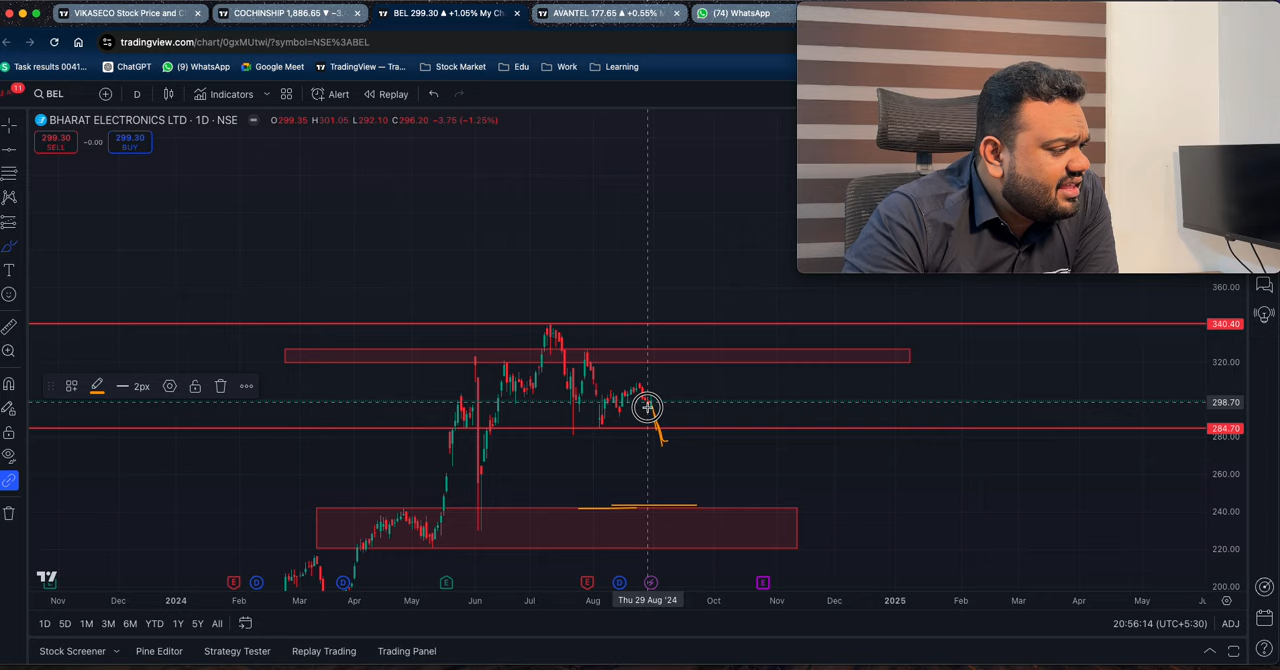 VIKASECO Stock Price and C
COCHINSHIP 1,886.65 ▼ −3.
BEL 299.30 ▲ +1.05% My Ch
AVANTEL 177.65 ▲ +0.55%
(74) WhatsApp
tradingview.com/chart/0gxMUtwl/?symbol=NSE%3ABEL
Task results 0041...
ChatGPT
(9) WhatsApp
Google Meet
TradingView — Tra...
Stock Market
Edu
Work
Learning
11
BEL
D
Indicators
Alert
Replay
BHARAT ELECTRONICS LTD · 1D · NSE
O299.35 H301.05 L292.10 C296.20 −3.75 (−1.25%)
299.30
SELL
−0.00
299.30
BUY
2px
360.00
340.40
320.00
298.70
284.70
280.00
260.00
240.00
220.00
200.00
E D D E E D E
Nov Dec 2024 Feb Mar Apr May Jun Jul Aug Thu 29 Aug '24 Oct Nov Dec 2025 Feb Mar Apr May
1D 5D 1M 3M 6M YTD 1Y 5Y All
20:56:14 (UTC+5:30)
ADJ
Stock Screener
Pine Editor
Strategy Tester
Replay Trading
Trading Panel